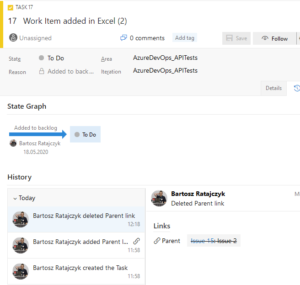 TASK 17
17 Work Item added in Excel (2)
Unassigned
0 comments
Add tag
Save
Follow
State
To Do
Area
AzureDevOps_APITests
Reason
Added to back...
Iteration
AzureDevOps_APITests
Details
State Graph
Added to backlog
To Do
Bartosz Ratajczyk
18.05.2020
History
Today
Bartosz Ratajczyk deleted Parent link
12:18
Bartosz Ratajczyk added Parent l...
11:58
Bartosz Ratajczyk created the Task
11:58
Bartosz Ratajczyk
Deleted Parent link
Links
Parent
Issue 15: Issue 2